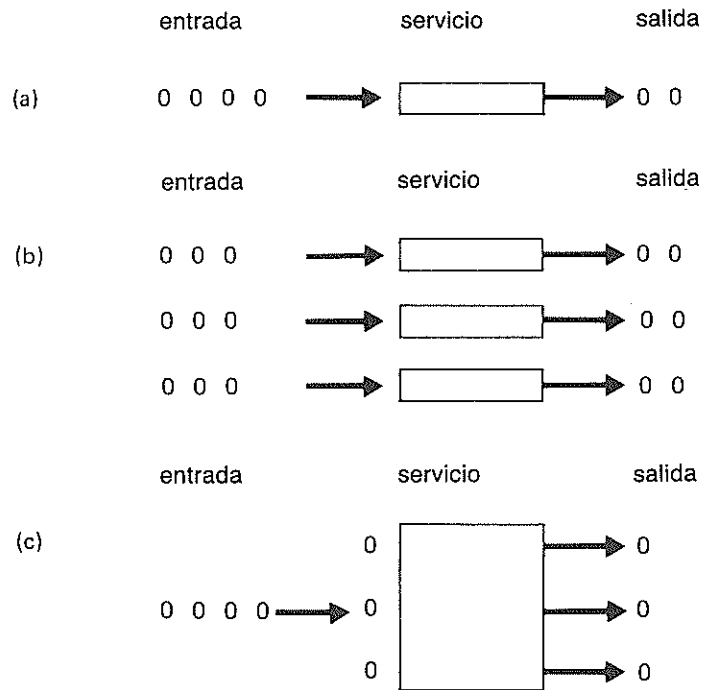 entrada servicio salida
(a) 0 0 0 0 0 0
entrada servicio salida
(b) 0 0 0 0 0
0 0 0 0 0
0 0 0 0 0
entrada servicio salida
(c) 0 0
0 0 0 0 0 0
0 0